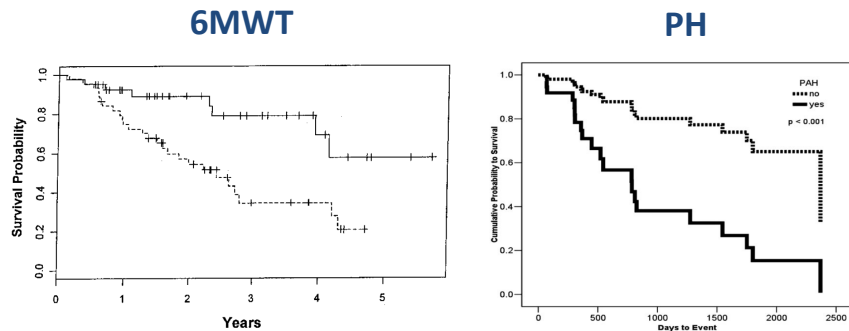 6MWT
PH
Survival Probability
1.0
0.8
0.6
0.4
0.2
0.0
0
1
2
3
4
5
Years
Cumulative Probability to Survival
1.0
0.8
0.6
0.4
0.2
0.0
PAH
no
yes
p < 0.001
0
500
1000
1500
2000
2500
Days to Event